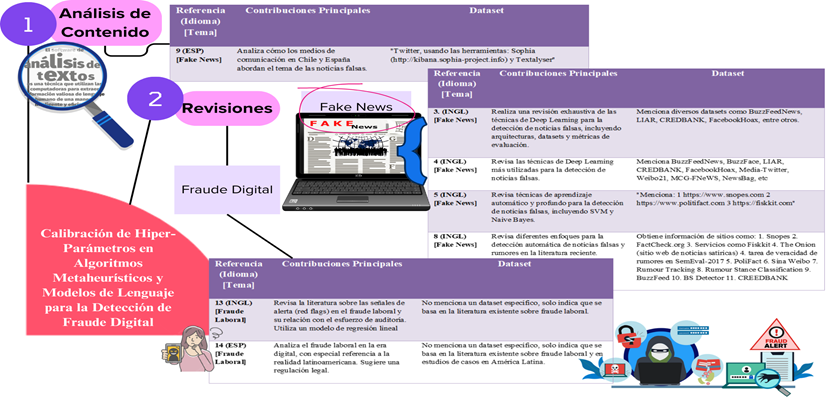 1
Análisis de
Contenido
Referencia
(Idioma)
[Tema]
Contribuciones Principales
Dataset
9 (ESP)
[Fake News]
Analiza cómo los medios de
comunicación en Chile y España
abordan el tema de las noticias falsas.
"Twitter, usando las herramientas: Sophia
(http://kibana.sophia-project.info) y Textalyser"
análisis de
textos
2
Revisiones
Fake News
FAKE
News
Fraude Digital
Referencia
(Idioma)
[Tema]
Contribuciones Principales
Dataset
3. (INGL)
[Fake News]
Realiza una revisión exhaustiva de las
técnicas de Deep Learning para la
detección de noticias falsas, incluyendo
arquitecturas, datasets y métricas de
evaluación.
Menciona diversos datasets como BuzzFeedNews,
LIAR, CREDBANK, FacebookHoax, entre otros.
4 (INGL)
[Fake News]
Revisa las técnicas de Deep Learning
más utilizadas para la detección de
noticias falsas.
Menciona BuzzFeedNews, BuzzFace, LIAR,
CREDBANK, FacebookHoax, Media-Twitter,
Weibo21, MCG-FNeWS, NewsBag, etc
5 (INGL)
[Fake News]
Revisa técnicas de aprendizaje
automático y profundo para la detección
de noticias falsas, incluyendo SVM y
Naive Bayes.
"Menciona: 1 https://www.snopes.com 2
https://www.politifact.com 3 https://fiskkit.com"
8 (INGL)
[Fake News]
Revisa diferentes enfoques para la
detección automática de noticias falsas y
rumores en la literatura reciente.
Obtiene información de sitios como: 1. Snopes 2.
FactCheck.org 3. Servicios como Fiskkit 4. The Onion
(sitio web de noticias satíricas) 4. tarea de veracidad de
rumores en SemEval-2017 5. PoliFact 6. Sina Weibo 7.
Rumour Tracking 8. Rumour Stance Classification 9.
BuzzFeed 10. BS Detector 11. CREEDBANK
Calibración de Hiper-
Parámetros en
Algoritmos
Metaheurísticos y
Modelos de Lenguaje
para la Detección de
Fraude Digital
Referencia
(Idioma)
[Tema]
Contribuciones Principales
Dataset
13 (INGL)
[Fraude
Laboral]
Revisa la literatura sobre las señales de
alerta (red flags) en el fraude laboral y
su relación con el esfuerzo de auditoría.
Utiliza un modelo de regresión lineal
No menciona un dataset específico, solo indica que se
basa en la literatura existente sobre fraude laboral.
14 (ESP)
[Fraude
Laboral]
Analiza el fraude laboral en la era
digital, con especial referencia a la
realidad latinoamericana. Sugiere una
regulación legal.
No menciona un dataset específico, solo indica que se
basa en la literatura existente sobre fraude laboral y en
estudios de casos en América Latina.
FRAUD
ALERT